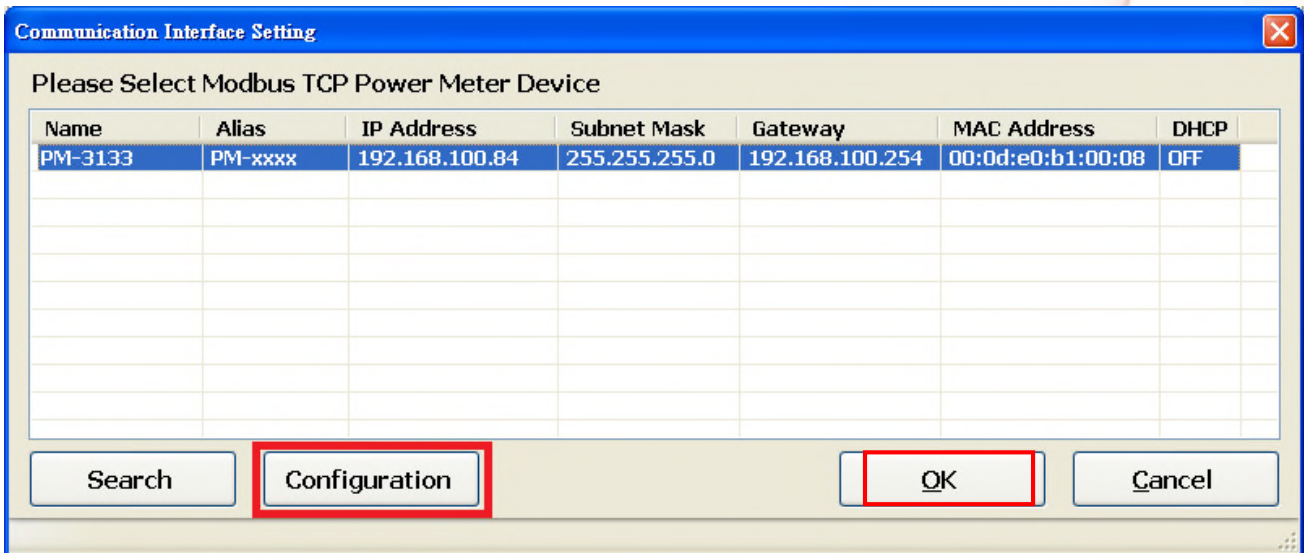 Communication Interface Setting
Please Select Modbus TCP Power Meter Device
Name Alias IP Address Subnet Mask Gateway MAC Address DHCP
PM-3133 PM-xxxx 192.168.100.84 255.255.255.0 192.168.100.254 00:0d:e0:b1:00:08 OFF
Search Configuration OK Cancel